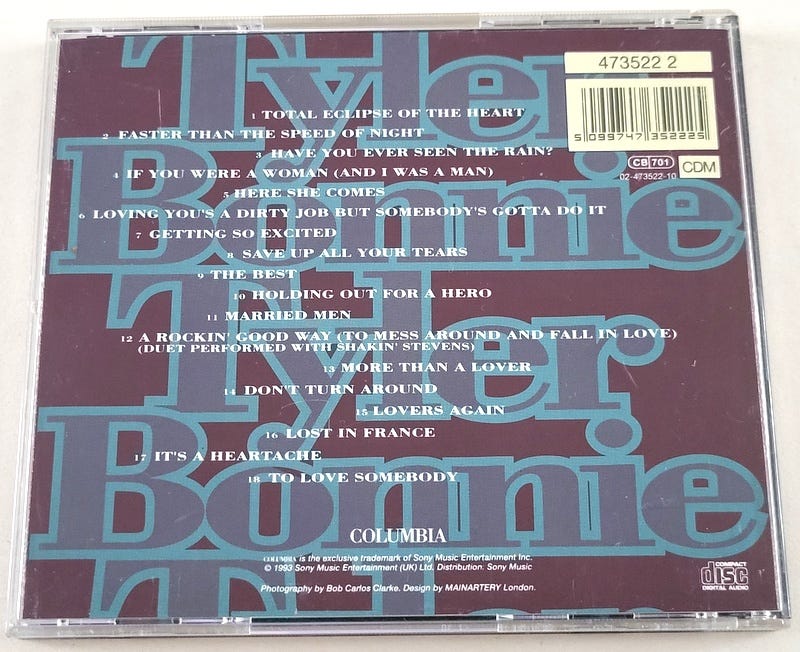 Tyler
Bonnie
Tyler
Bonnie
473522 2
5 099747 352225
CB 701
02-473522-10
CDM
1 TOTAL ECLIPSE OF THE HEART
2 FASTER THAN THE SPEED OF NIGHT
3 HAVE YOU EVER SEEN THE RAIN?
4 IF YOU WERE A WOMAN (AND I WAS A MAN)
5 HERE SHE COMES
6 LOVING YOU'S A DIRTY JOB BUT SOMEBODY'S GOTTA DO IT
7 GETTING SO EXCITED
8 SAVE UP ALL YOUR TEARS
9 THE BEST
10 HOLDING OUT FOR A HERO
11 MARRIED MEN
12 A ROCKIN' GOOD WAY (TO MESS AROUND AND FALL IN LOVE)
(DUET PERFORMED WITH SHAKIN' STEVENS)
13 MORE THAN A LOVER
14 DON'T TURN AROUND
15 LOVERS AGAIN
16 LOST IN FRANCE
17 IT'S A HEARTACHE
18 TO LOVE SOMEBODY
COLUMBIA
COLUMBIA is the exclusive trademark of Sony Music Entertainment Inc.
© 1993 Sony Music Entertainment (UK) Ltd. Distribution: Sony Music
Photography by Bob Carlos Clarke. Design by MAINARTERY London.
COMPACT
disc
DIGITAL AUDIO